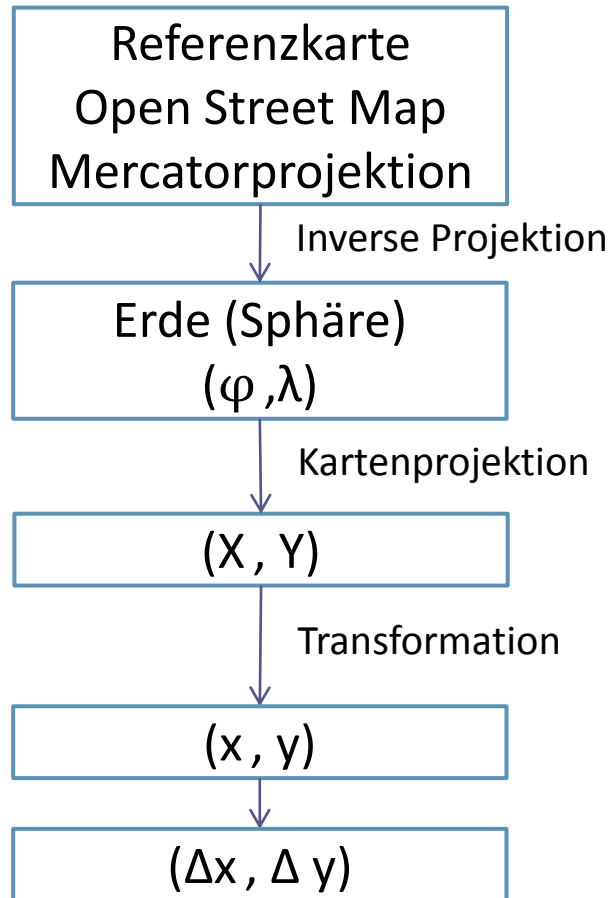 Referenzkarte
Open Street Map
Mercatorprojektion
Inverse Projektion
Erde (Sphäre)
(φ ,λ)
Kartenprojektion
(X , Y)
Transformation
(x , y)
(Δx , Δ y)